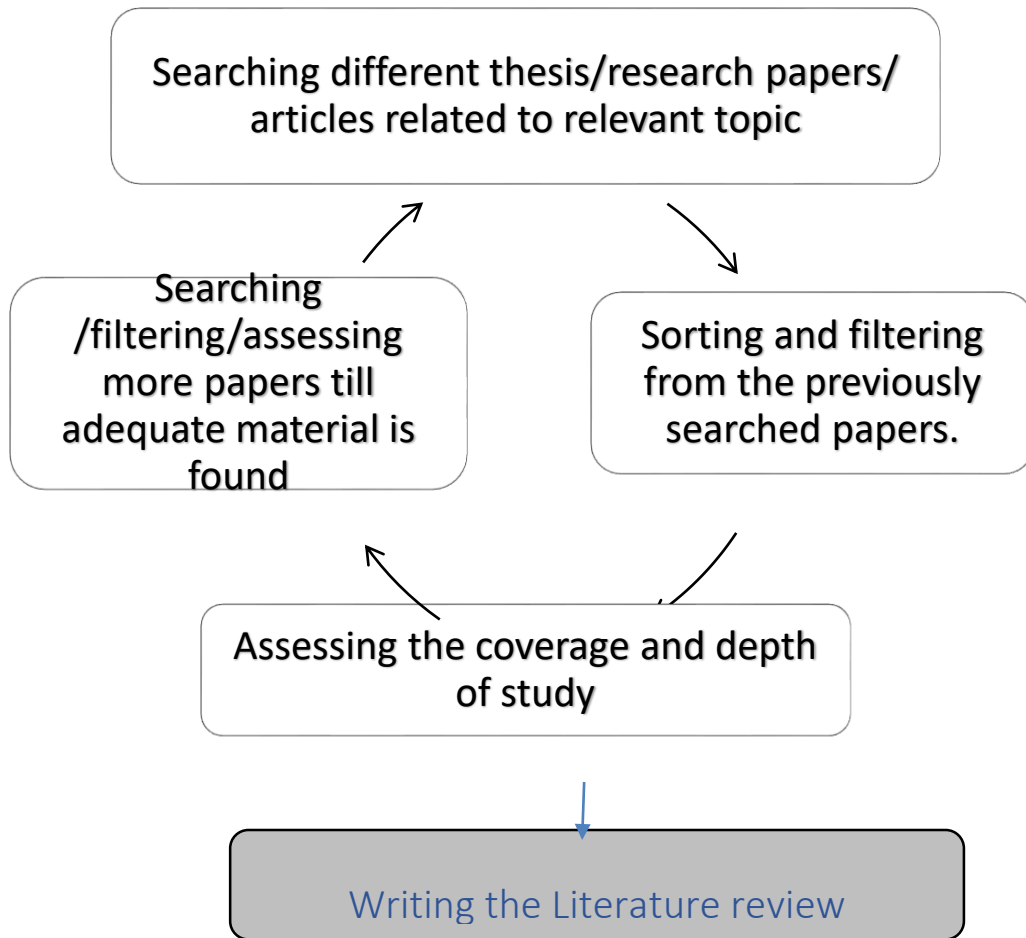 Searching different thesis/research papers/
articles related to relevant topic
Sorting and filtering
from the previously
searched papers.
Assessing the coverage and depth
of study
Searching
/filtering/assessing
more papers till
adequate material is
found
Writing the Literature review